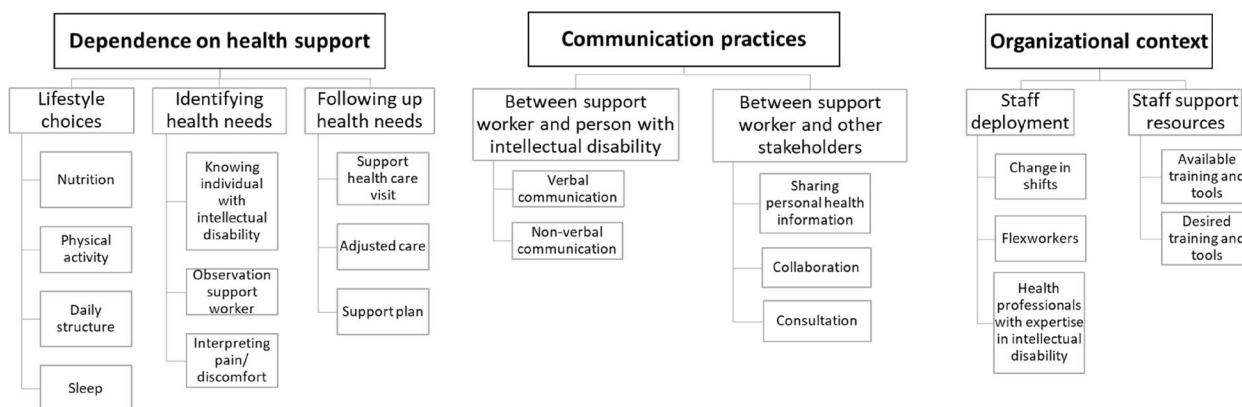 Dependence on health support
Lifestyle
choices
Nutrition
Physical
activity
Daily
structure
Sleep
Identifying
health needs
Knowing
individual with
intellectual
disability
Observation
support
worker
Interpreting
pain/
discomfort
Following up
health needs
Support
health care
visit
Adjusted care
Support plan
Communication practices
Between support
worker and person with
intellectual disability
Verbal
communication
Non-verbal
communication
Between support
worker and other
stakeholders
Sharing
personal health
information
Collaboration
Consultation
Organizational context
Staff
deployment
Change in
shifts
Flexworkers
Health
professionals
with expertise
in intellectual
disability
Staff support
resources
Available
training and
tools
Desired
training and
tools